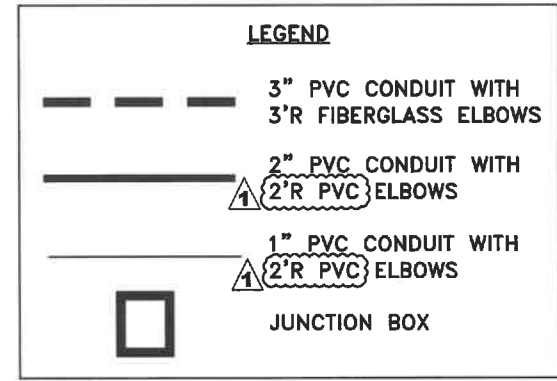 LEGEND
3" PVC CONDUIT WITH
3'R FIBERGLASS ELBOWS
2" PVC CONDUIT WITH
1 2'R PVC ELBOWS
1" PVC CONDUIT WITH
1 2'R PVC ELBOWS
JUNCTION BOX